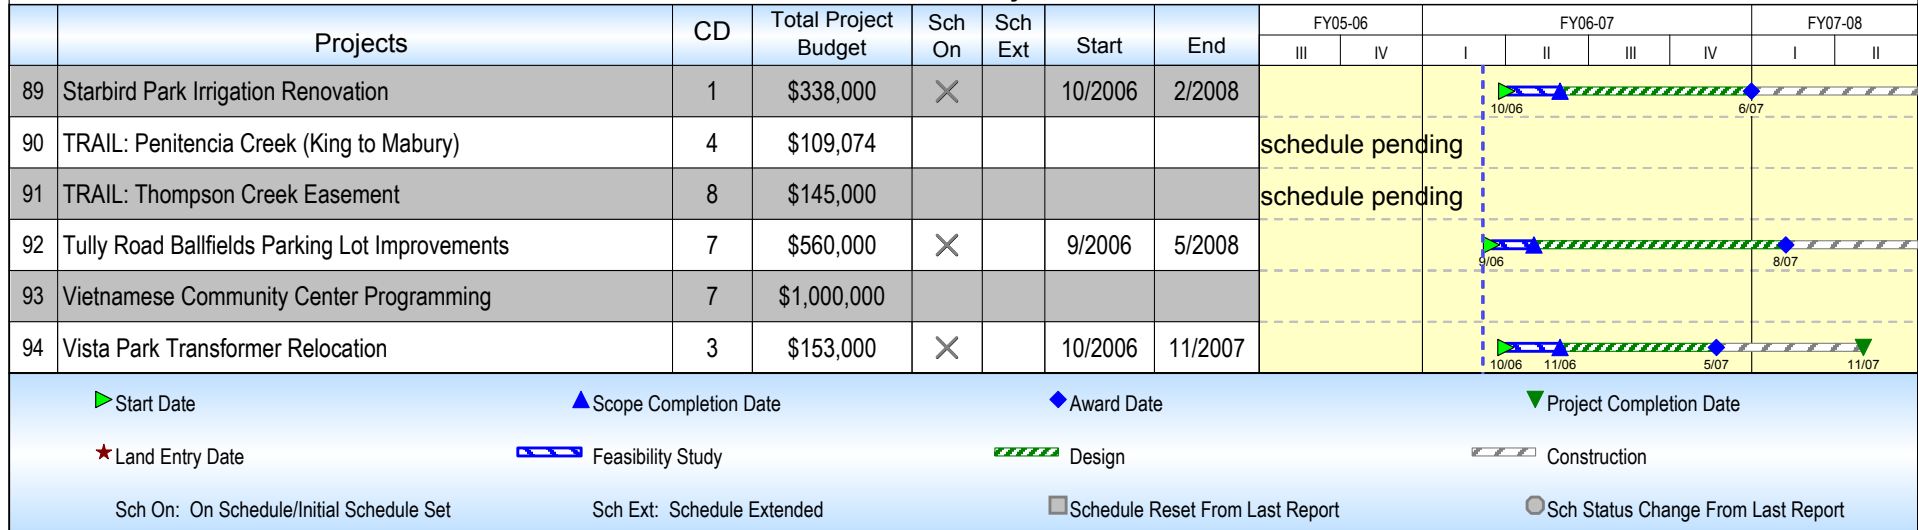 Projects CD Total Project Budget Sch On Sch Ext Start End FY05-06 FY06-07 FY07-08
III IV I II III IV I II
89 Starbird Park Irrigation Renovation 1 $338,000 10/2006 2/2008 10/06 6/07
90 TRAIL: Penitencia Creek (King to Mabury) 4 $109,074 schedule pending
91 TRAIL: Thompson Creek Easement 8 $145,000 schedule pending
92 Tully Road Ballfields Parking Lot Improvements 7 $560,000 9/2006 5/2008 9/06 8/07
93 Vietnamese Community Center Programming 7 $1,000,000
94 Vista Park Transformer Relocation 3 $153,000 10/2006 11/2007 10/06 11/06 5/07 11/07
Start Date Scope Completion Date Award Date Project Completion Date
Land Entry Date Feasibility Study Design Construction
Sch On: On Schedule/Initial Schedule Set Sch Ext: Schedule Extended Schedule Reset From Last Report Sch Status Change From Last Report